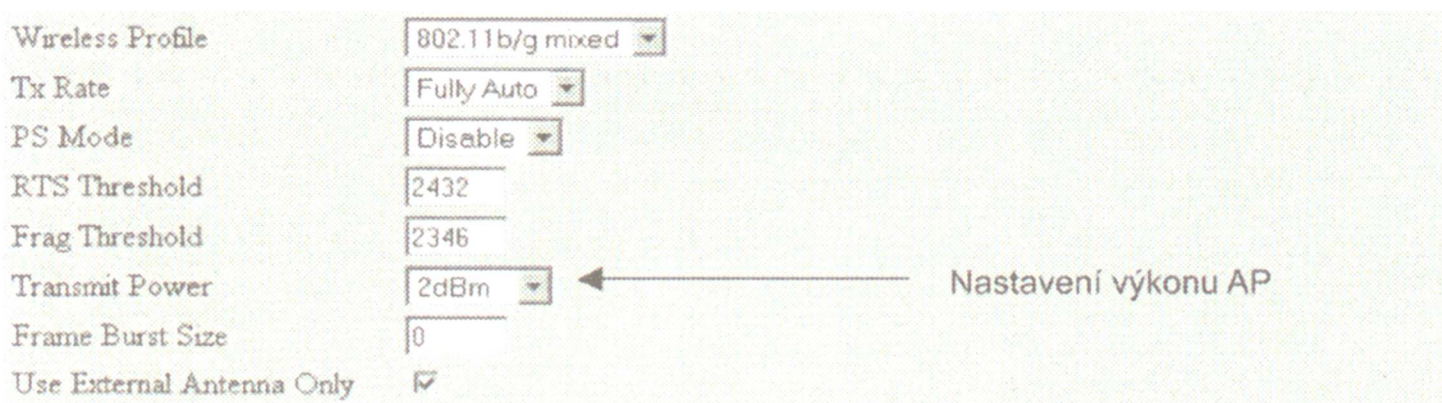 Wireless Profile 802.11b/g mixed
Tx Rate Fully Auto
PS Mode Disable
RTS Threshold 2432
Frag Threshold 2346
Transmit Power 2dBm Nastavení výkonu AP
Frame Burst Size 0
Use External Antenna Only